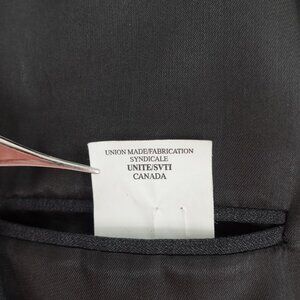 UNION MADE/FABRICATION
SYNDICALE
UNITE/SVTI
CANADA